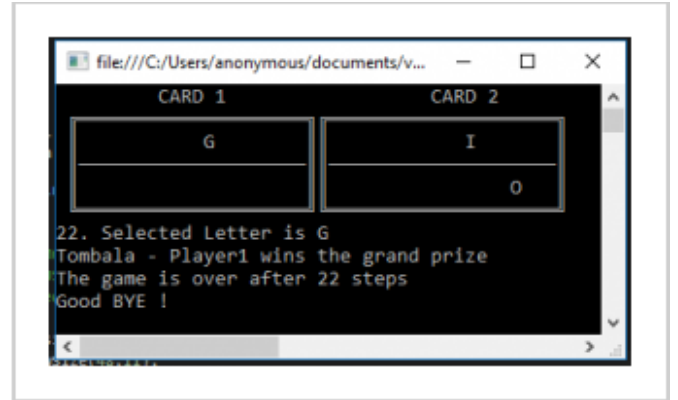 file:///C:/Users/anonymous/documents/v...
CARD 1 CARD 2
G I
O
22. Selected Letter is G
Tombala - Player1 wins the grand prize
The game is over after 22 steps
Good BYE !